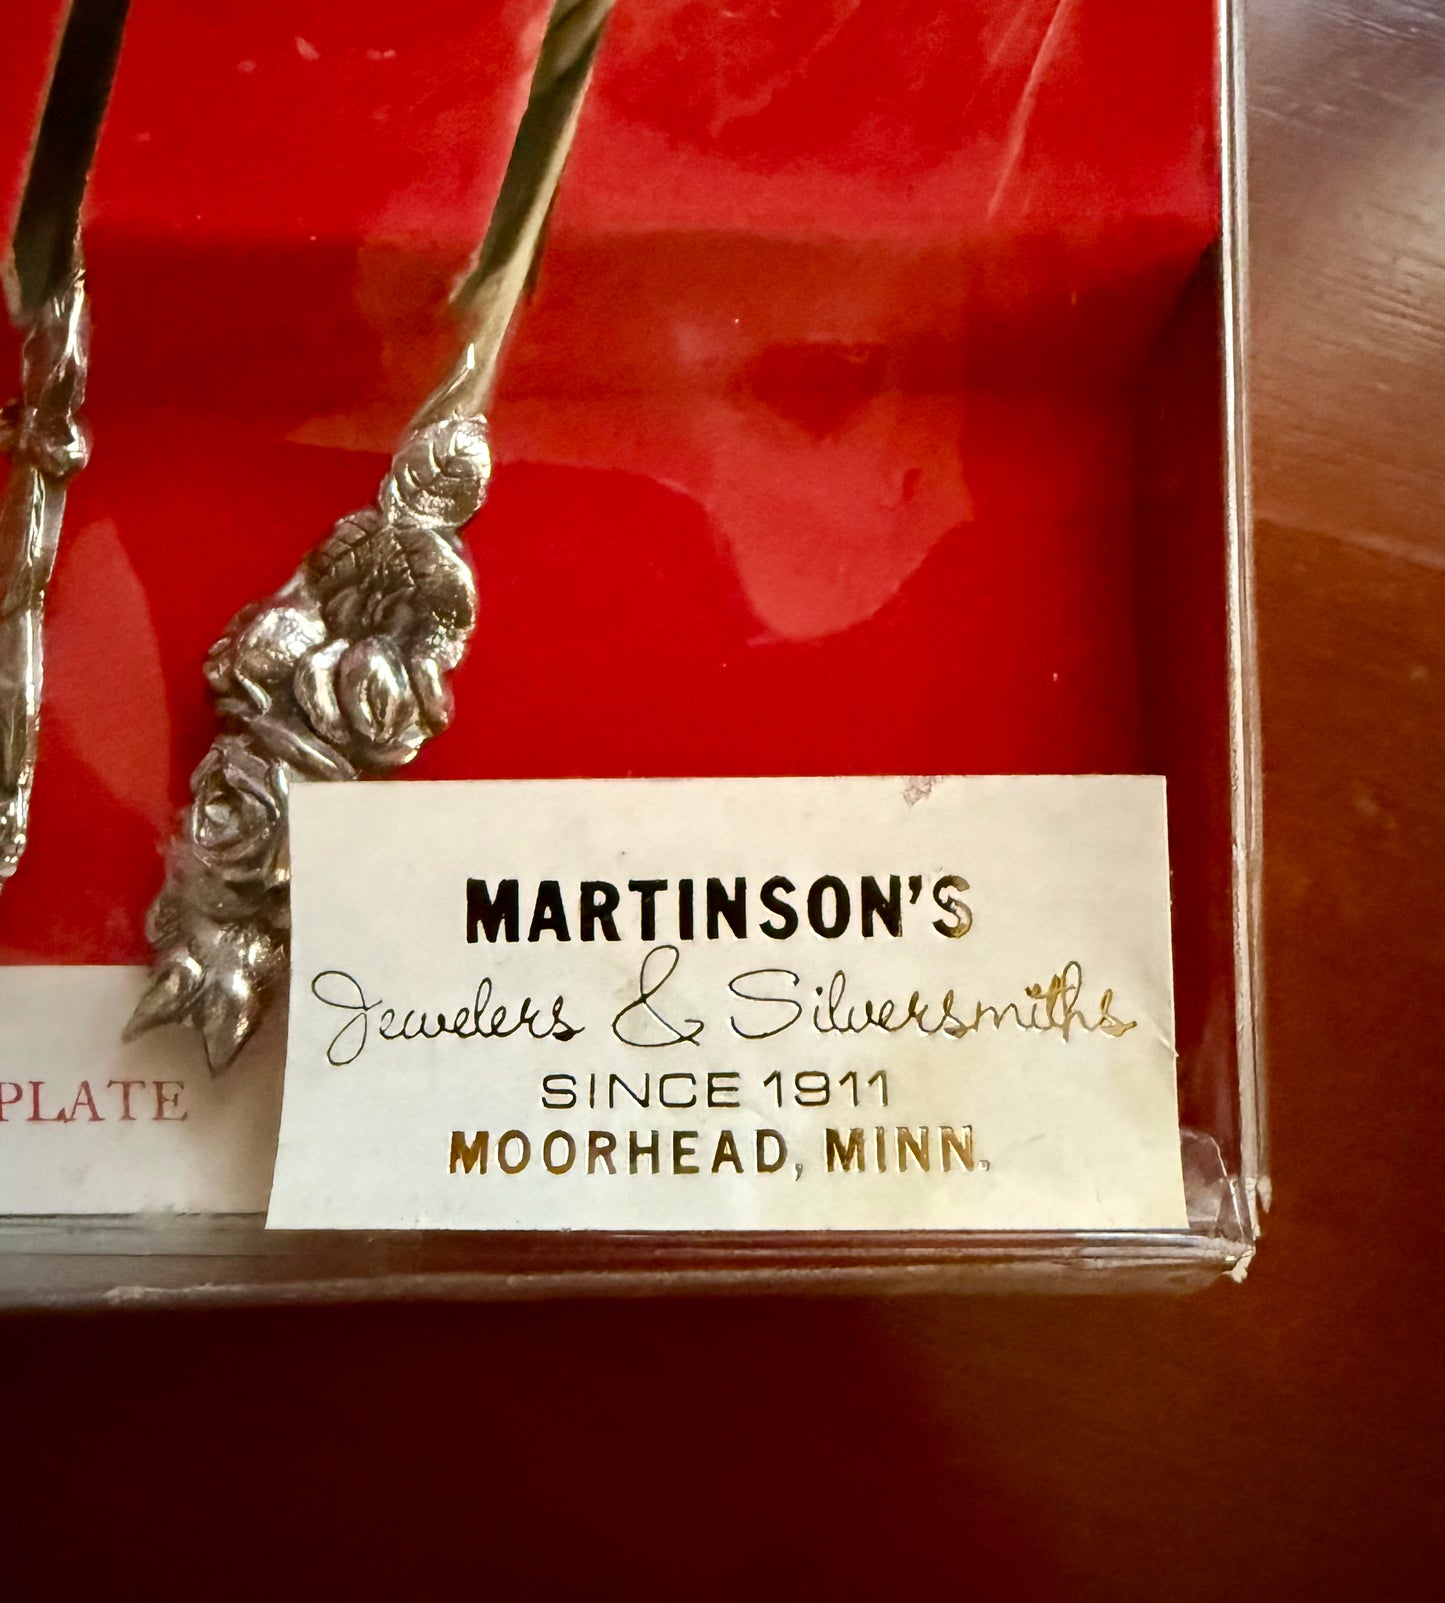 PLATE
MARTINSON'S
Jewelers & Silversmiths
SINCE 1911
MOORHEAD, MINN.